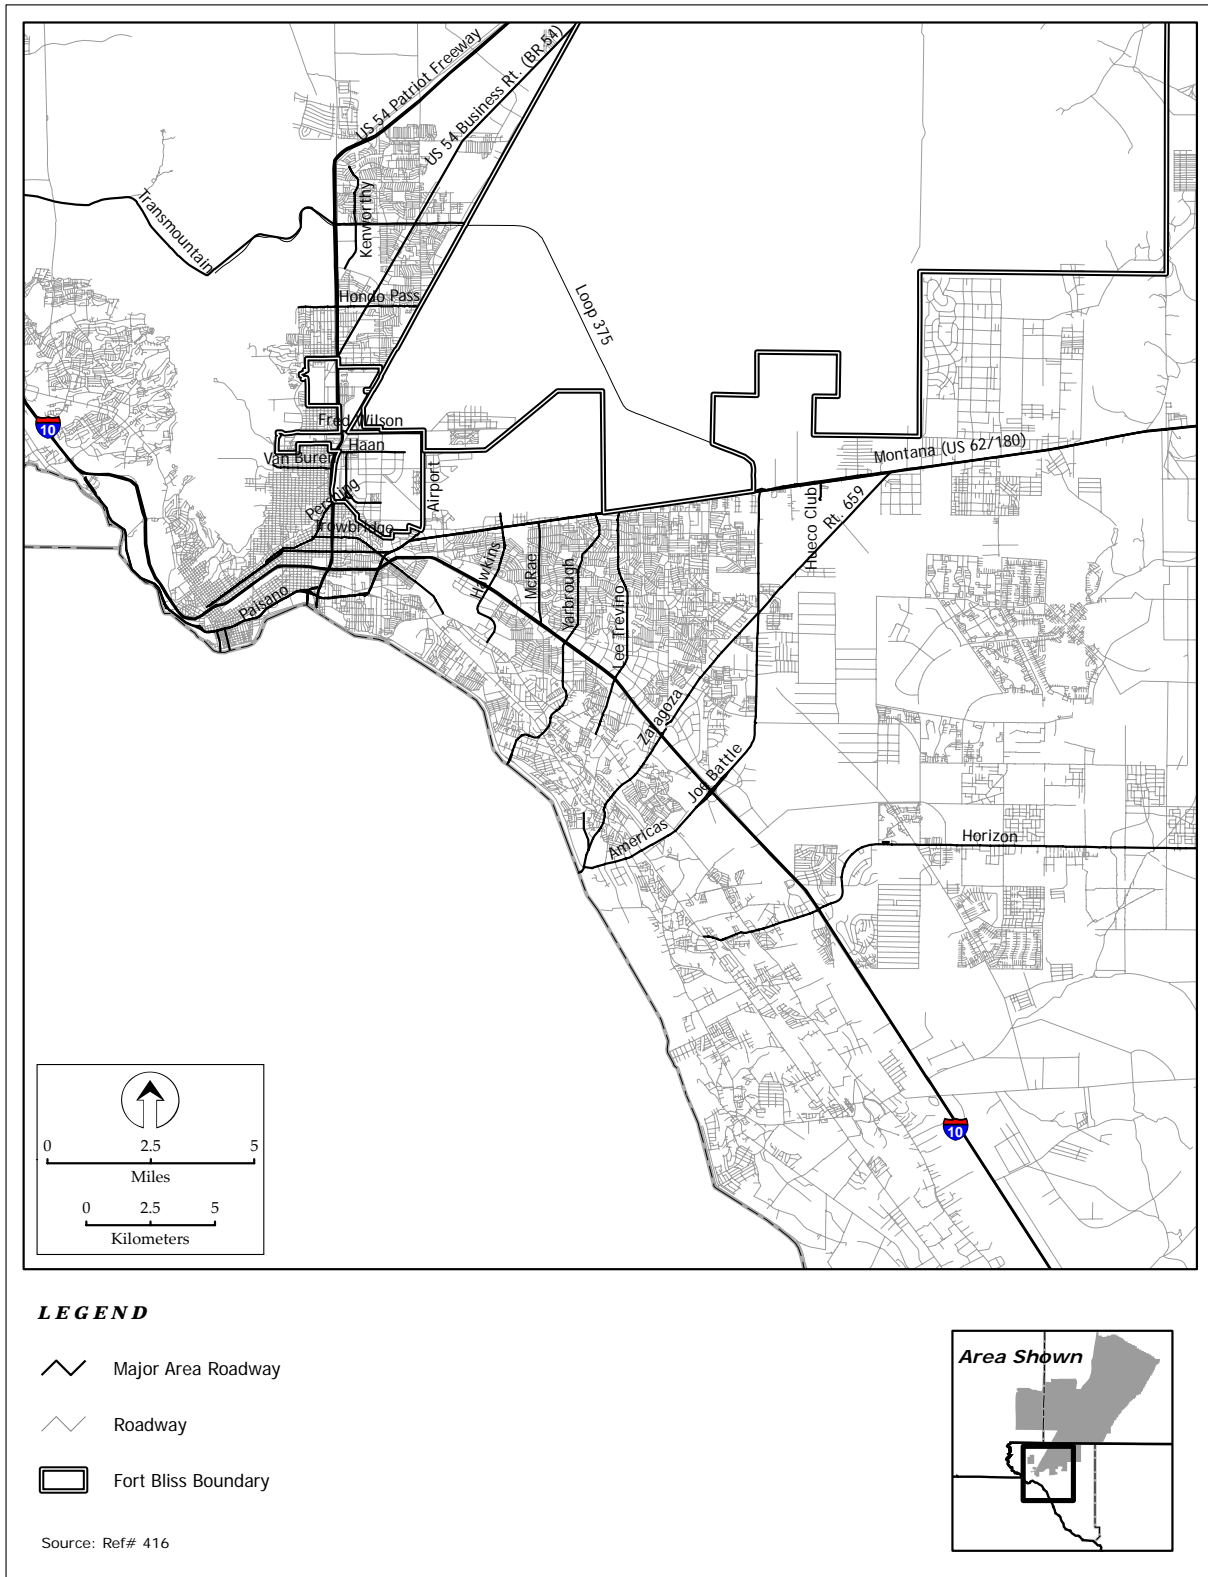 US 54 Patriot Freeway
US 54 Business Rt. (BR 54)
Transmountain
Kenworthy
Hondo Pass
Loop 375
10
Fred Wilson
Haan
Van Buren
Airport
Montana (US 62/180)
Pershing
Trowbridge
Hueco Club
Rt. 659
Hawkins
McRae
Yarbrough
Lee Trevino
Paisano
Zaragoza
Joe Battle
Americas
Horizon
10
0 2.5 5
Miles
0 2.5 5
Kilometers
LEGEND
Major Area Roadway
Roadway
Fort Bliss Boundary
Source: Ref# 416
Area Shown